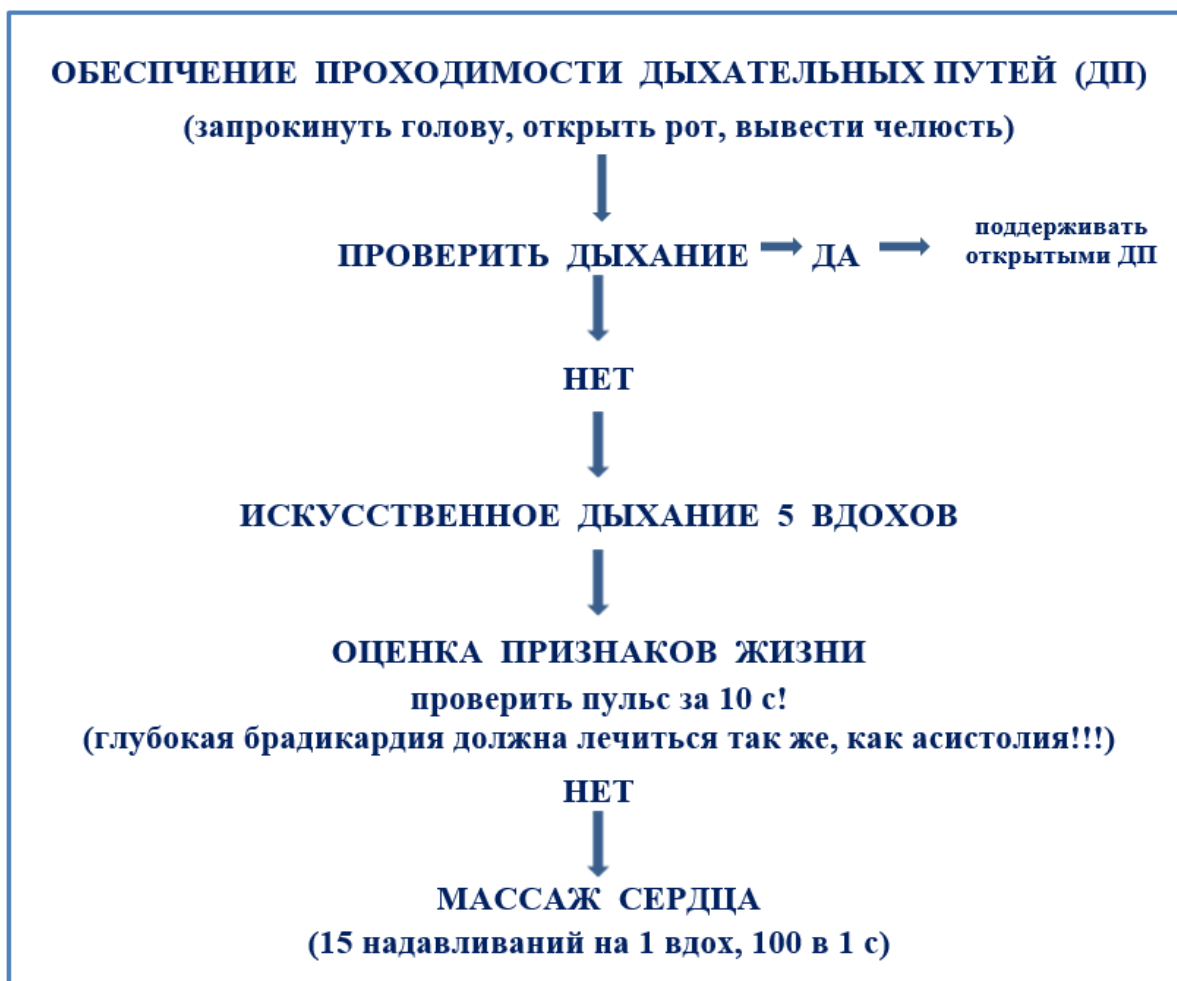 ОБЕСПЧЕНИЕ ПРОХОДИМОСТИ ДЫХАТЕЛЬНЫХ ПУТЕЙ (ДП)
(запрокинуть голову, открыть рот, вывести челюсть)
ПРОВЕРИТЬ ДЫХАНИЕ ДА
поддерживать
открытыми ДП
НЕТ
ИСКУССТВЕННОЕ ДЫХАНИЕ 5 ВДОХОВ
ОЦЕНКА ПРИЗНАКОВ ЖИЗНИ
проверить пульс за 10 с!
(глубокая брадикардия должна лечиться так же, как асистолия!!!)
НЕТ
МАССАЖ СЕРДЦА
(15 надавливаний на 1 вдох, 100 в 1 с)